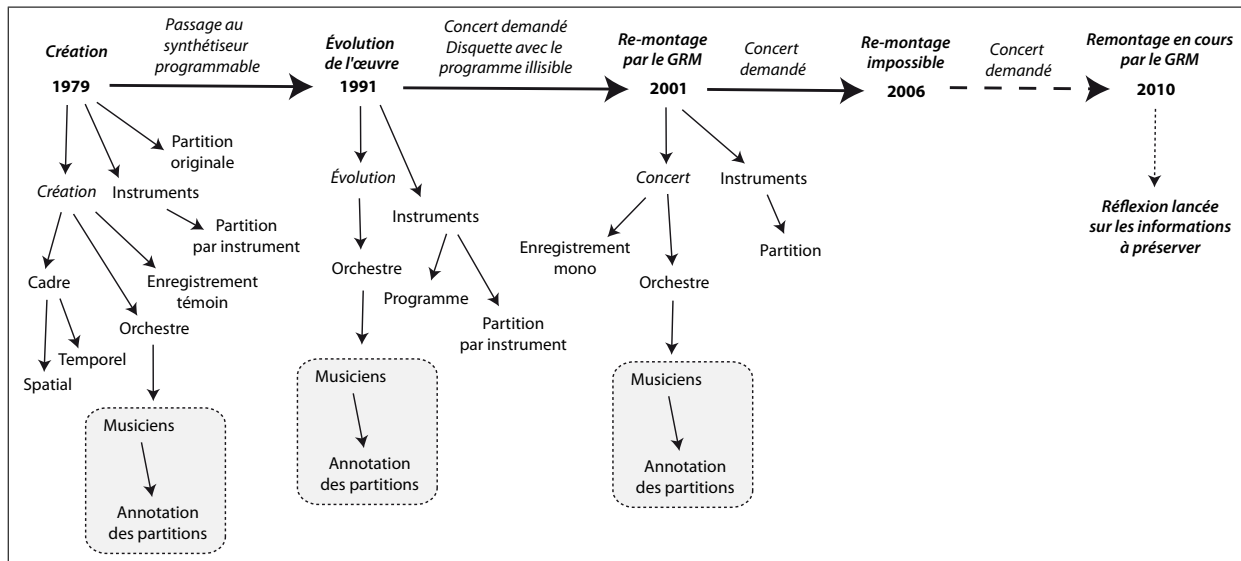 Création
1979
Passage au
synthétiseur
programmable
Évolution
de l'œuvre
1991
Concert demandé
Disquette avec le
programme illisible
Re-montage
par le GRM
2001
Concert
demandé
Re-montage
impossible
2006
Concert
demandé
Remontage en cours
par le GRM
2010
Partition
originale
Création
Instruments
Partition
par instrument
Cadre
Enregistrement
témoin
Orchestre
Temporel
Spatial
Musiciens
Annotation
des partitions
Évolution
Instruments
Orchestre
Programme
Partition
par instrument
Musiciens
Annotation
des partitions
Concert
Instruments
Enregistrement
mono
Partition
Orchestre
Musiciens
Annotation
des partitions
Réflexion lancée
sur les informations
à préserver